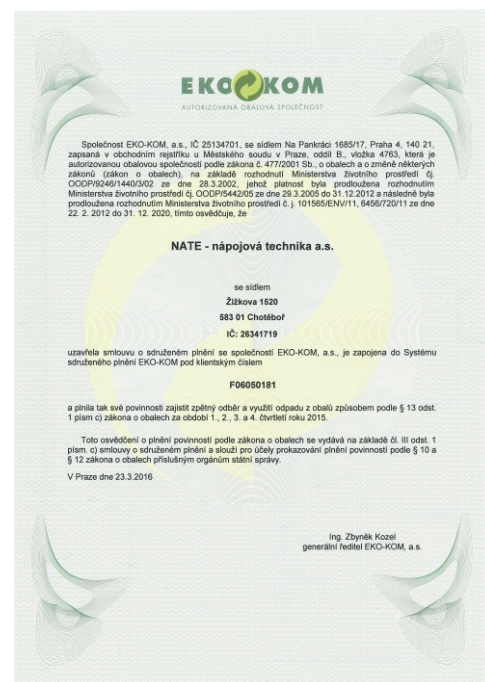 EKO KOM
AUTORIZOVANÁ OBALOVÁ SPOLEČNOST
Společnost EKO-KOM, a.s., IČ 25134701, se sídlem Na Pankráci 1685/17, Praha 4, 140 21,
zapsaná v obchodním rejstříku u Městského soudu v Praze, oddíl B., vložka 4763, která je
autorizovanou obalovou společností podle zákona č. 477/2001 Sb., o obalech a o změně některých
zákonů (zákon o obalech), na základě rozhodnutí Ministerstva životního prostředí čj.
OODP/9246/1440/3/02 ze dne 28.3.2002, jehož platnost byla prodloužena rozhodnutím
Ministerstva životního prostředí čj. OODP/5442/05 ze dne 29.3.2005 do 31.12.2012 a následně byla
prodloužena rozhodnutím Ministerstva životního prostředí č. j. 101565/ENV/11, 6456/720/11 ze dne
22. 2. 2012 do 31. 12. 2020, tímto osvědčuje, že
NATE - nápojová technika a.s.
se sídlem
Žižkova 1520
583 01 Chotěboř
IČ: 26341719
uzavřela smlouvu o sdruženém plnění se společností EKO-KOM, a.s., je zapojena do Systému
sdruženého plnění EKO-KOM pod klientským číslem
F06050181
a plnila tak své povinnosti zajistit zpětný odběr a využití odpadu z obalů způsobem podle § 13 odst.
1 písm c) zákona o obalech za období 1., 2., 3. a 4. čtvrtletí roku 2015.
Toto osvědčení o plnění povinností podle zákona o obalech se vydává na základě čl. III odst. 1
písm. c) smlouvy o sdruženém plnění a slouží pro účely prokazování plnění povinností podle § 10 a
§ 12 zákona o obalech příslušným orgánům státní správy.
V Praze dne 23.3.2016
Ing. Zbyněk Kozel
generální ředitel EKO-KOM, a.s.